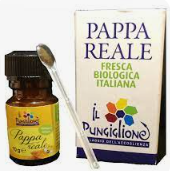 PAPPA
REALE
FRESCA
BIOLOGICA
ITALIANA
IL
PUNGIGLIONE
Pappa
reale